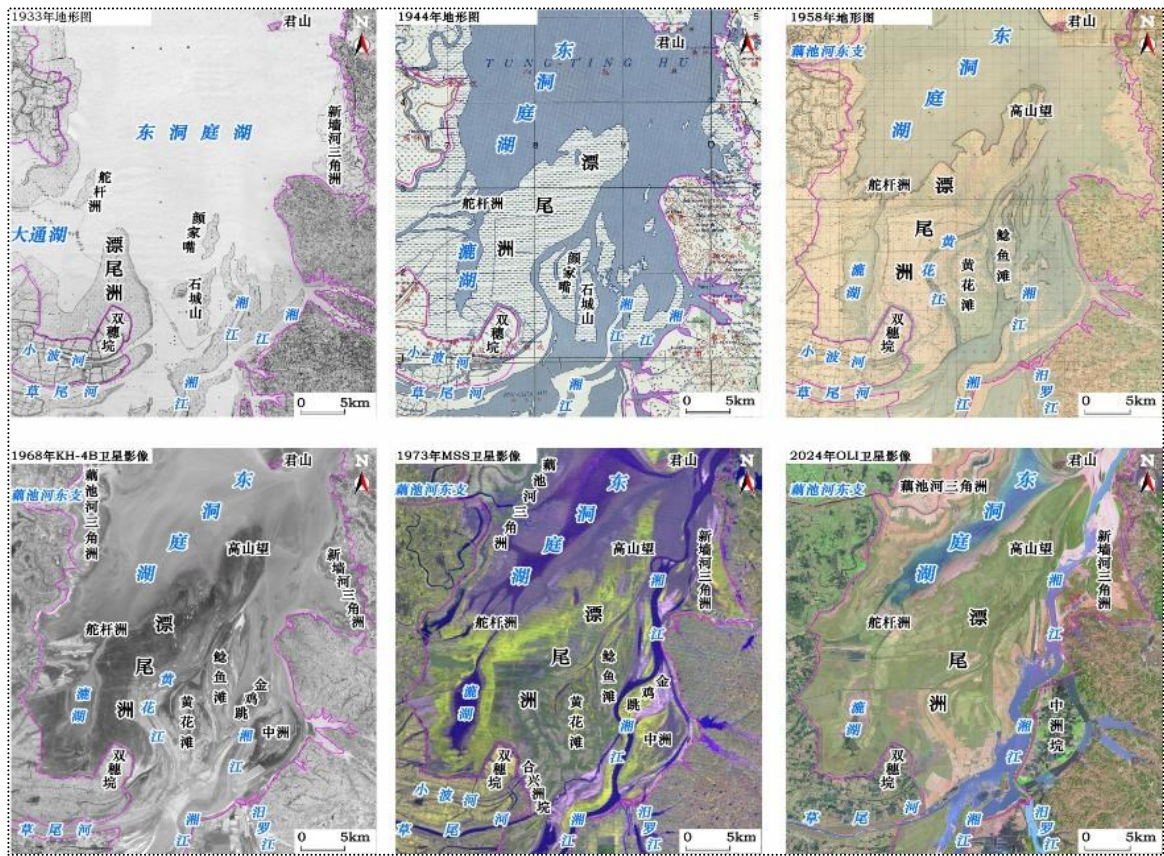 1933年地形图
君山
N
东洞庭湖
新墙河三角洲
舵杆洲
大通湖
颜家嘴
漂尾洲
石城山
湘江
湘江
双穗垸
小波河
草尾河
湘江
0 5km
1944年地形图
君山
N
TUNG-T'ING HU
东洞庭湖
漂尾洲
舵杆洲
漉湖
颜家嘴
石城山
湘江
湘江
双穗垸
小波河
草尾河
湘江
0 5km
1958年地形图
君山
N
藕池河东支
东洞庭湖
高山望
舵杆洲
漂尾洲
黄花江
鲶鱼滩
漉湖
黄花滩
湘江
双穗垸
小波河
草尾河
湘江
汨罗江
0 5km
1968年KH-4B卫星影像
君山
N
藕池河东支
藕池河三角洲
东洞庭湖
高山望
新墙河三角洲
舵杆洲
漂尾洲
鲶鱼滩
黄花江
金鸡跳
漉湖
黄花滩
湘江
中洲
双穗垸
小波河
草尾河
湘江
汨罗江
0 5km
1973年MSS卫星影像
君山
N
藕池河三角洲
东洞庭湖
高山望
湘江
新墙河三角洲
舵杆洲
漂尾洲
鲶鱼滩
金鸡跳
漉湖
黄花滩
湘江
中洲
双穗垸
合兴洲垸
小波河
草尾河
湘江
汨罗江
0 5km
2024年OLI卫星影像
君山
N
藕池河东支
藕池河三角洲
东洞庭湖
高山望
湘江
新墙河三角洲
舵杆洲
漂尾洲
漉湖
湘江
中洲垸
双穗垸
草尾河
湘江
汨罗江
0 5km